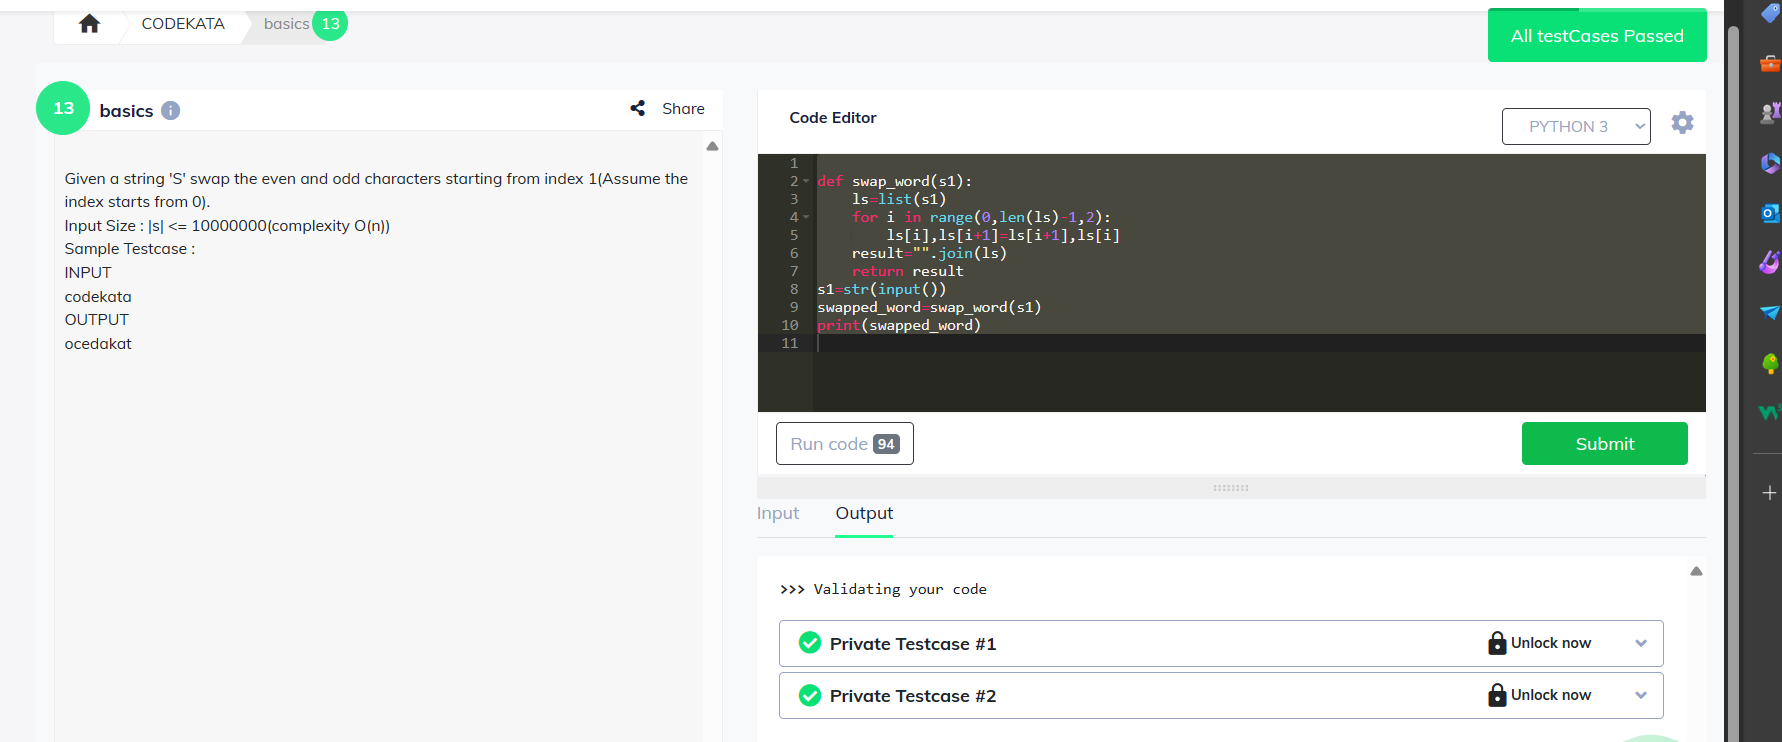 CODEKATA
basics 13
All testCases Passed
13 basics
Share
Given a string 'S' swap the even and odd characters starting from index 1(Assume the
index starts from 0).
Input Size : |s| <= 10000000(complexity O(n))
Sample Testcase :
INPUT
codekata
OUTPUT
ocedakat
Code Editor
PYTHON 3
1
2 def swap_word(s1):
3     ls=list(s1)
4     for i in range(0,len(ls)-1,2):
5         ls[i],ls[i+1]=ls[i+1],ls[i]
6     result="".join(ls)
7     return result
8 s1=str(input())
9 swapped_word=swap_word(s1)
10 print(swapped_word)
11
Run code 94
Submit
Input
Output
>>> Validating your code
Private Testcase #1
Unlock now
Private Testcase #2
Unlock now